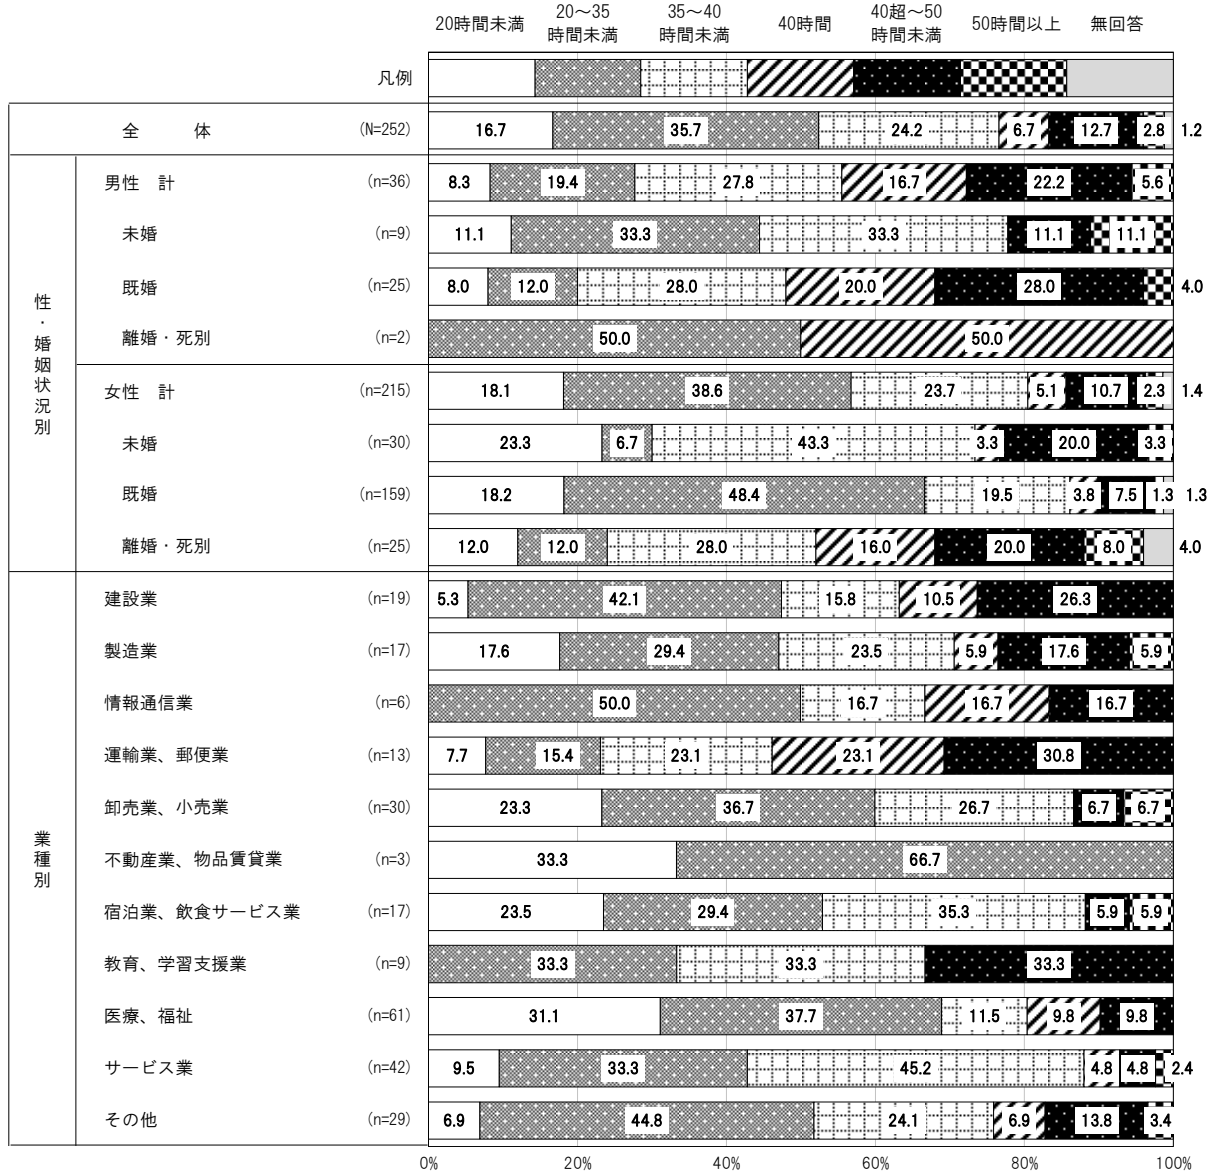 20時間未満 20～35時間未満 35～40時間未満 40時間 40超～50時間未満 50時間以上 無回答
凡例
全 体 (N=252) 16.7 35.7 24.2 6.7 12.7 2.8 1.2
性・婚姻状況別
男性 計 (n=36) 8.3 19.4 27.8 16.7 22.2 5.6
未婚 (n=9) 11.1 33.3 33.3 11.1 11.1
既婚 (n=25) 8.0 12.0 28.0 20.0 28.0 4.0
離婚・死別 (n=2) 50.0 50.0
女性 計 (n=215) 18.1 38.6 23.7 5.1 10.7 2.3 1.4
未婚 (n=30) 23.3 6.7 43.3 3.3 20.0 3.3
既婚 (n=159) 18.2 48.4 19.5 3.8 7.5 1.3 1.3
離婚・死別 (n=25) 12.0 12.0 28.0 16.0 20.0 8.0 4.0
業種別
建設業 (n=19) 5.3 42.1 15.8 10.5 26.3
製造業 (n=17) 17.6 29.4 23.5 5.9 17.6 5.9
情報通信業 (n=6) 50.0 16.7 16.7 16.7
運輸業、郵便業 (n=13) 7.7 15.4 23.1 23.1 30.8
卸売業、小売業 (n=30) 23.3 36.7 26.7 6.7 6.7
不動産業、物品賃貸業 (n=3) 33.3 66.7
宿泊業、飲食サービス業 (n=17) 23.5 29.4 35.3 5.9 5.9
教育、学習支援業 (n=9) 33.3 33.3 33.3
医療、福祉 (n=61) 31.1 37.7 11.5 9.8 9.8
サービス業 (n=42) 9.5 33.3 45.2 4.8 4.8 2.4
その他 (n=29) 6.9 44.8 24.1 6.9 13.8 3.4
0% 20% 40% 60% 80% 100%